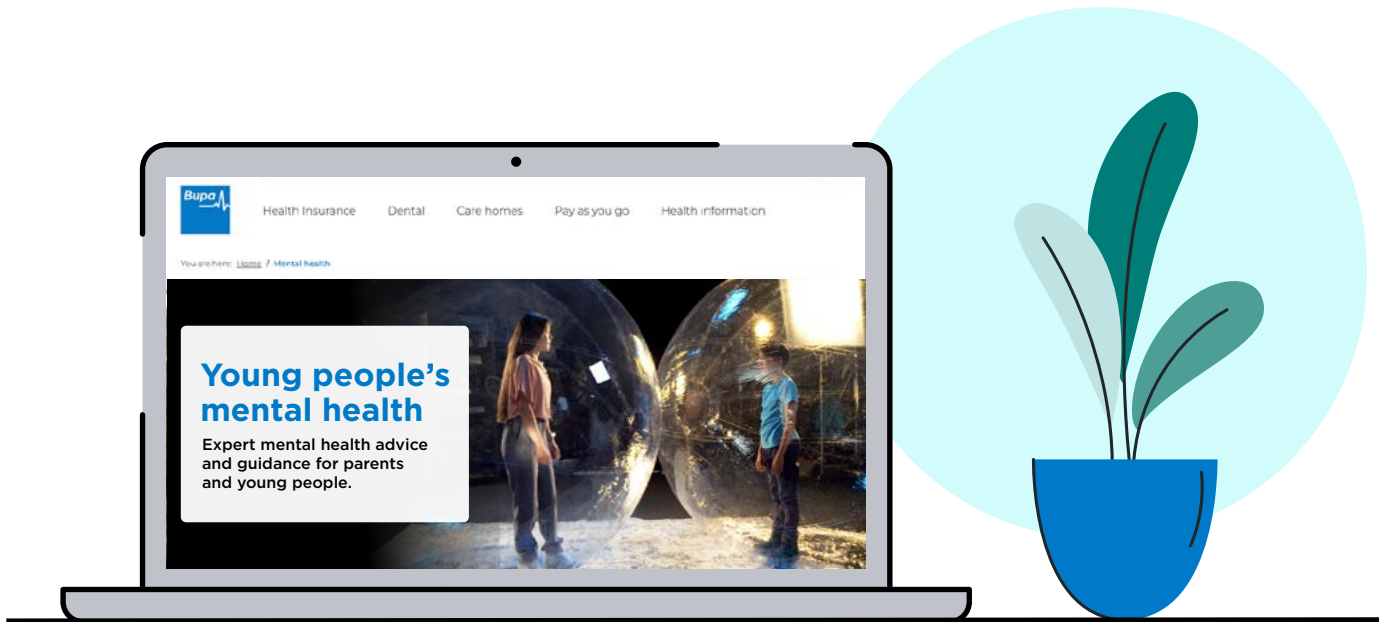 Bupa
Health Insurance Dental Care homes Pay as you go Health information
You are here: Home / Mental health
Young people's
mental health
Expert mental health advice
and guidance for parents
and young people.